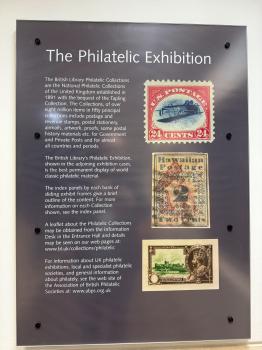 The Philatelic Exhibition
The British Library Philatelic Collections
are the National Philatelic Collections
of the United Kingdom established in
1891 with the bequest of the Tapling
Collection. The Collections, of over
eight million items in fifty principal
collections include postage and
revenue stamps, postal stationery,
airmails, artwork, proofs, some postal
history materials etc. for Government
and Private Posts and for almost
all countries and periods.
The British Library's Philatelic Exhibition,
shown in the adjoining exhibition cases,
is the best permanent display of world
classic philatelic material.
The index panels by each bank of
sliding exhibit frames give a brief
outline of the content. For more
information on each Collection
shown, see the index panel.
A leaflet about the Philatelic Collections
may be obtained from the Information
Desk in the Entrance Hall and details
may be seen on our web pages at:
www.bl.uk/collections/philatelic
For information about UK philatelic
exhibitions, local and specialist philatelic
societies, and general information
about philately, see the web site of
the Association of British Philatelic
Societies at: www.abps.org.uk
U.S. POSTAGE
24 CENTS 24
Hawaiian
Postage
2
Two Cents